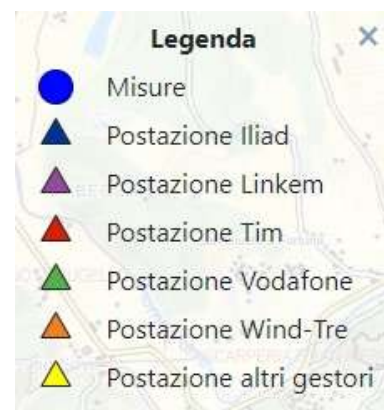 Legenda
Misure
Postazione Iliad
Postazione Linkem
Postazione Tim
Postazione Vodafone
Postazione Wind-Tre
Postazione altri gestori